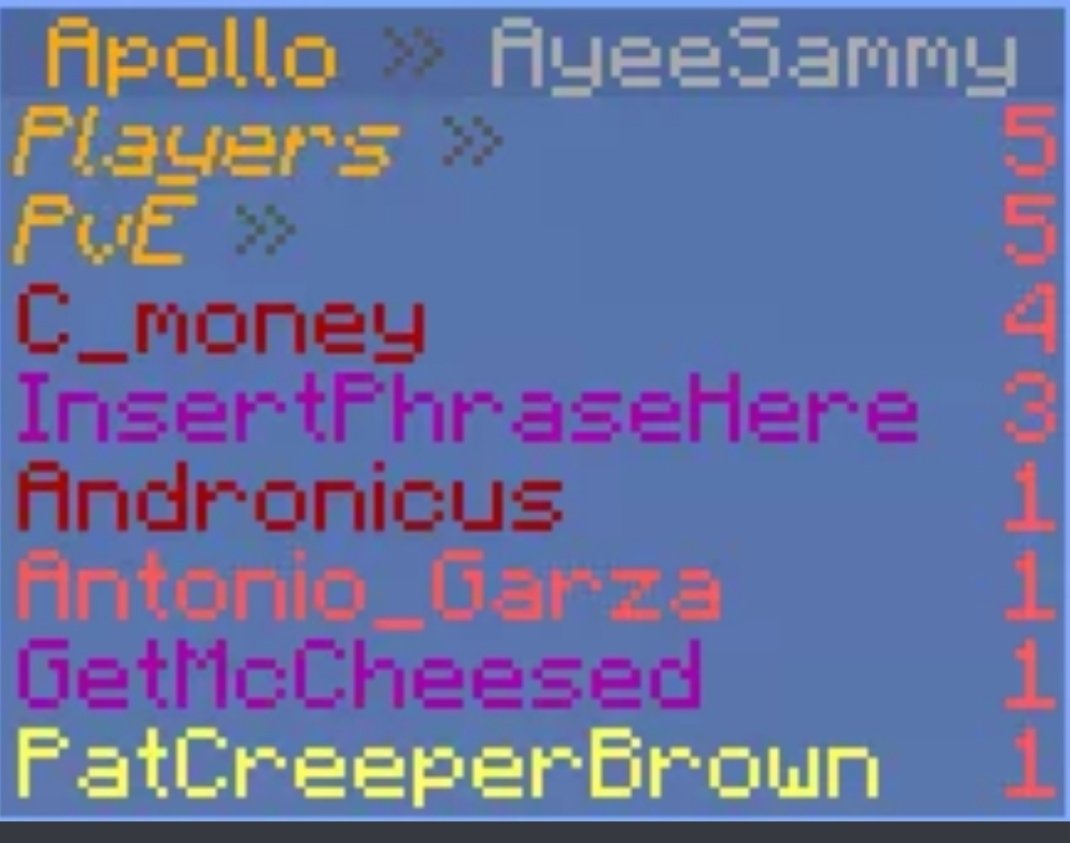 Apollo » AyeeSammy
Players » 5
PvE » 5
C_money 4
InsertPhraseHere 3
Andronicus 1
Antonio_Garza 1
GetMcCheesed 1
PatCreeperBrown 1